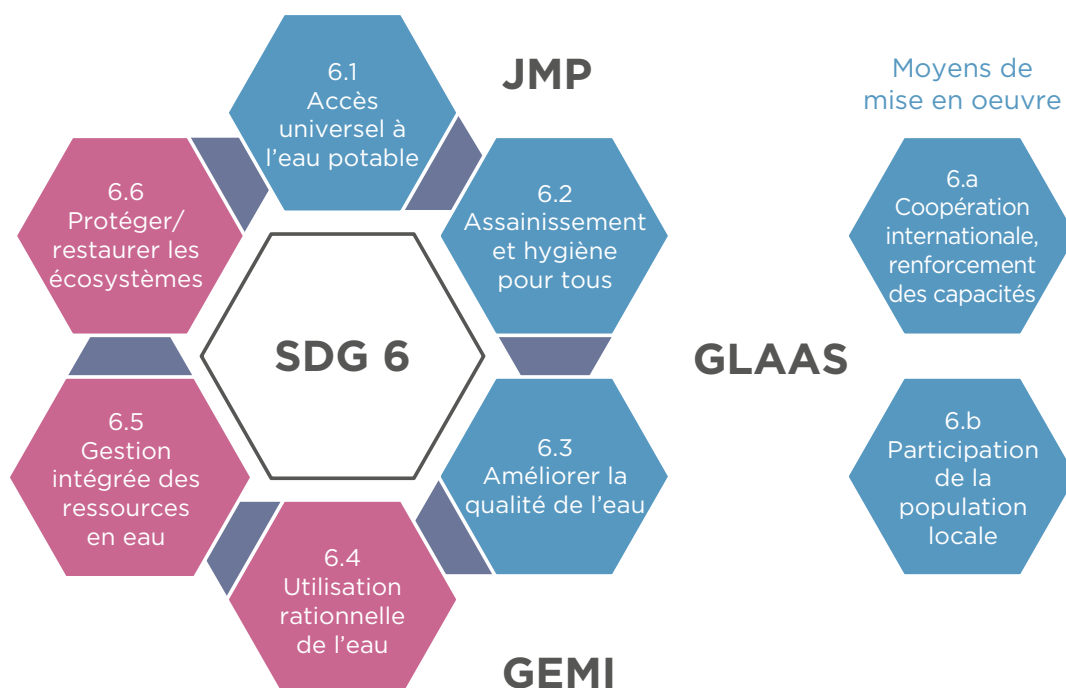 6.1
Accès
universel à
l’eau potable
JMP
Moyens de
mise en oeuvre
6.6
Protéger/
restaurer les
écosystèmes
6.2
Assainissement
et hygiène
pour tous
6.a
Coopération
internationale,
renforcement
des capacités
SDG 6
GLAAS
6.5
Gestion
intégrée des
ressources
en eau
6.3
Améliorer la
qualité de l’eau
6.b
Participation
de la
population
locale
6.4
Utilisation
rationnelle
de l’eau
GEMI